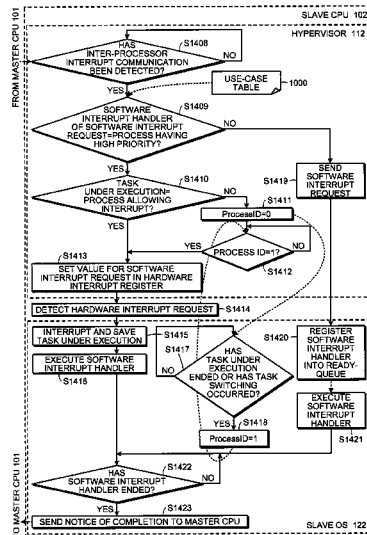 SLAVE CPU 102
HYPERVISOR 112
FROM MASTER CPU 101
S1408
HAS
INTER-PROCESSOR
INTERRUPT COMMUNICATION
BEEN DETECTED?
NO
YES
USE-CASE
TABLE
1000
S1409
SOFTWARE
INTERRUPT HANDLER
OF SOFTWARE INTERRUPT
REQUEST=PROCESS HAVING
HIGH PRIORITY?
NO
YES
S1410
TASK
UNDER EXECUTION=
PROCESS ALLOWING
INTERRUPT?
NO
YES
S1411
ProcessID=0
SEND
SOFTWARE
INTERRUPT
REQUEST
S1419
PROCESS ID=1?
YES
NO
S1412
S1413
SET VALUE FOR SOFTWARE
INTERRUPT REQUEST IN HARDWARE
INTERRUPT REGISTER
DETECT HARDWARE INTERRUPT REQUEST
S1414
INTERRUPT AND SAVE
TASK UNDER EXECUTION
S1415
EXECUTE SOFTWARE
INTERRUPT HANDLER
S1416
S1417
HAS
TASK UNDER
EXECUTION
ENDED OR HAS TASK
SWITCHING
OCCURRED?
NO
YES
S1418
ProcessID=1
S1420
REGISTER
SOFTWARE
INTERRUPT
HANDLER
INTO READY-
QUEUE
EXECUTE
SOFTWARE
INTERRUPT
HANDLER
S1421
S1422
HAS
SOFTWARE INTERRUPT
HANDLER ENDED?
NO
YES
S1423
SEND NOTICE OF COMPLETION TO MASTER CPU
TO MASTER CPU 101
SLAVE OS 122